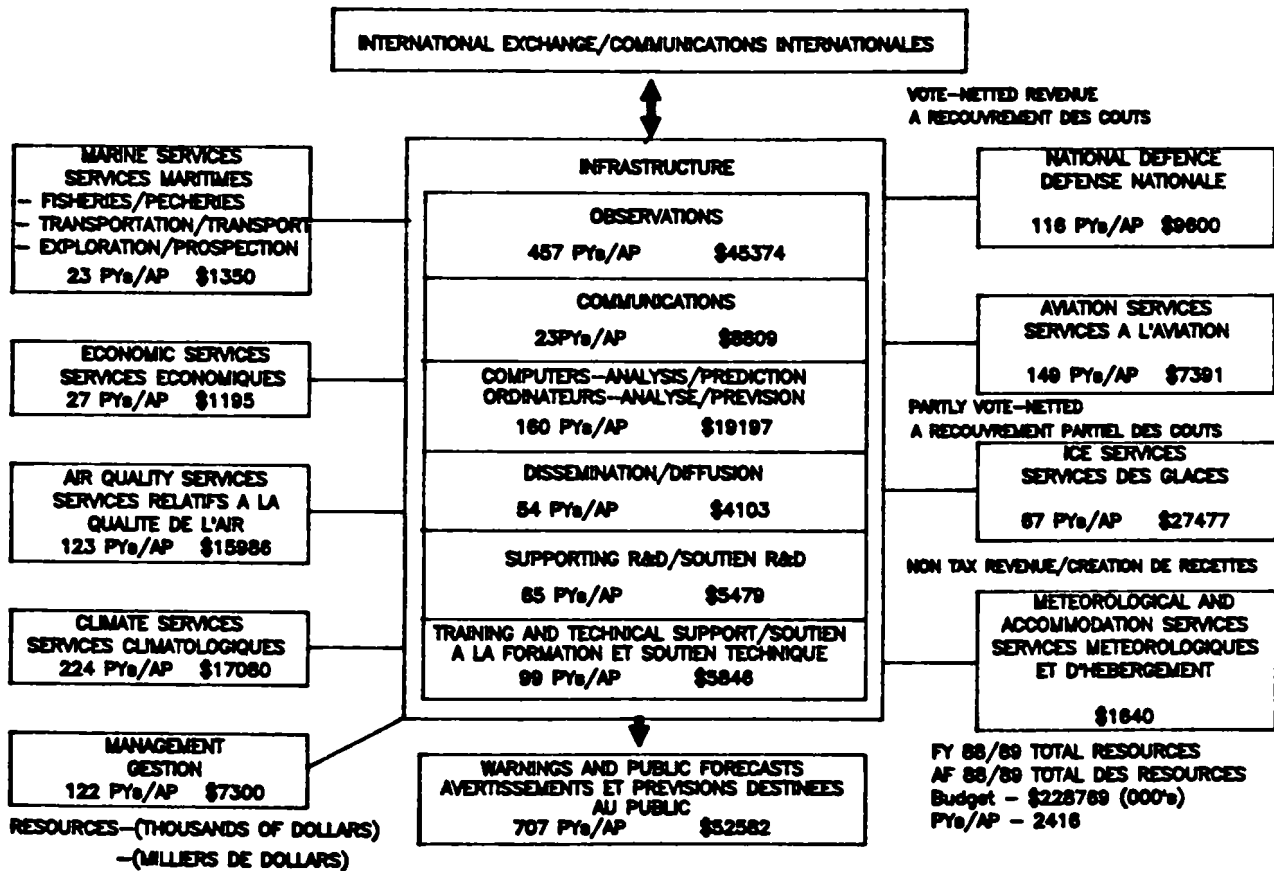 INTERNATIONAL EXCHANGE/COMMUNICATIONS INTERNATIONALES
VOTE-NETTED REVENUE
A RECOUVREMENT DES COUTS
MARINE SERVICES
SERVICES MARITIMES
- FISHERIES/PECHERIES
- TRANSPORTATION/TRANSPORT
- EXPLORATION/PROSPECTION
23 PYs/AP $1350
ECONOMIC SERVICES
SERVICES ECONOMIQUES
27 PYs/AP $1195
AIR QUALITY SERVICES
SERVICES RELATIFS A LA
QUALITE DE L'AIR
123 PYs/AP $15986
CLIMATE SERVICES
SERVICES CLIMATOLOGIQUES
224 PYs/AP $17060
MANAGEMENT
GESTION
122 PYs/AP $7300
RESOURCES-(THOUSANDS OF DOLLARS)
-(MILLIERS DE DOLLARS)
INFRASTRUCTURE
OBSERVATIONS
457 PYs/AP $45374
COMMUNICATIONS
23PYs/AP $8809
COMPUTERS-ANALYSIS/PREDICTION
ORDINATEURS-ANALYSE/PREVISION
160 PYs/AP $19197
DISSEMINATION/DIFFUSION
54 PYs/AP $4103
SUPPORTING R&D/SOUTIEN R&D
65 PYs/AP $5479
TRAINING AND TECHNICAL SUPPORT/SOUTIEN
A LA FORMATION ET SOUTIEN TECHNIQUE
99 PYs/AP $5846
WARNINGS AND PUBLIC FORECASTS
AVERTISSEMENTS ET PREVISIONS DESTINEES
AU PUBLIC
707 PYs/AP $52582
NATIONAL DEFENCE
DEFENSE NATIONALE
116 PYs/AP $9600
AVIATION SERVICES
SERVICES A L'AVIATION
149 PYs/AP $7391
PARTLY VOTE-NETTED
A RECOUVREMENT PARTIEL DES COUTS
ICE SERVICES
SERVICES DES GLACES
67 PYs/AP $27477
NON TAX REVENUE/CREATION DE RECETTES
METEOROLOGICAL AND
ACCOMMODATION SERVICES
SERVICES METEOROLOGIQUES
ET D'HEBERGEMENT
$1640
FY 88/89 TOTAL RESOURCES
AF 88/89 TOTAL DES RESOURCES
Budget - $228769 (000's)
PYs/AP - 2416